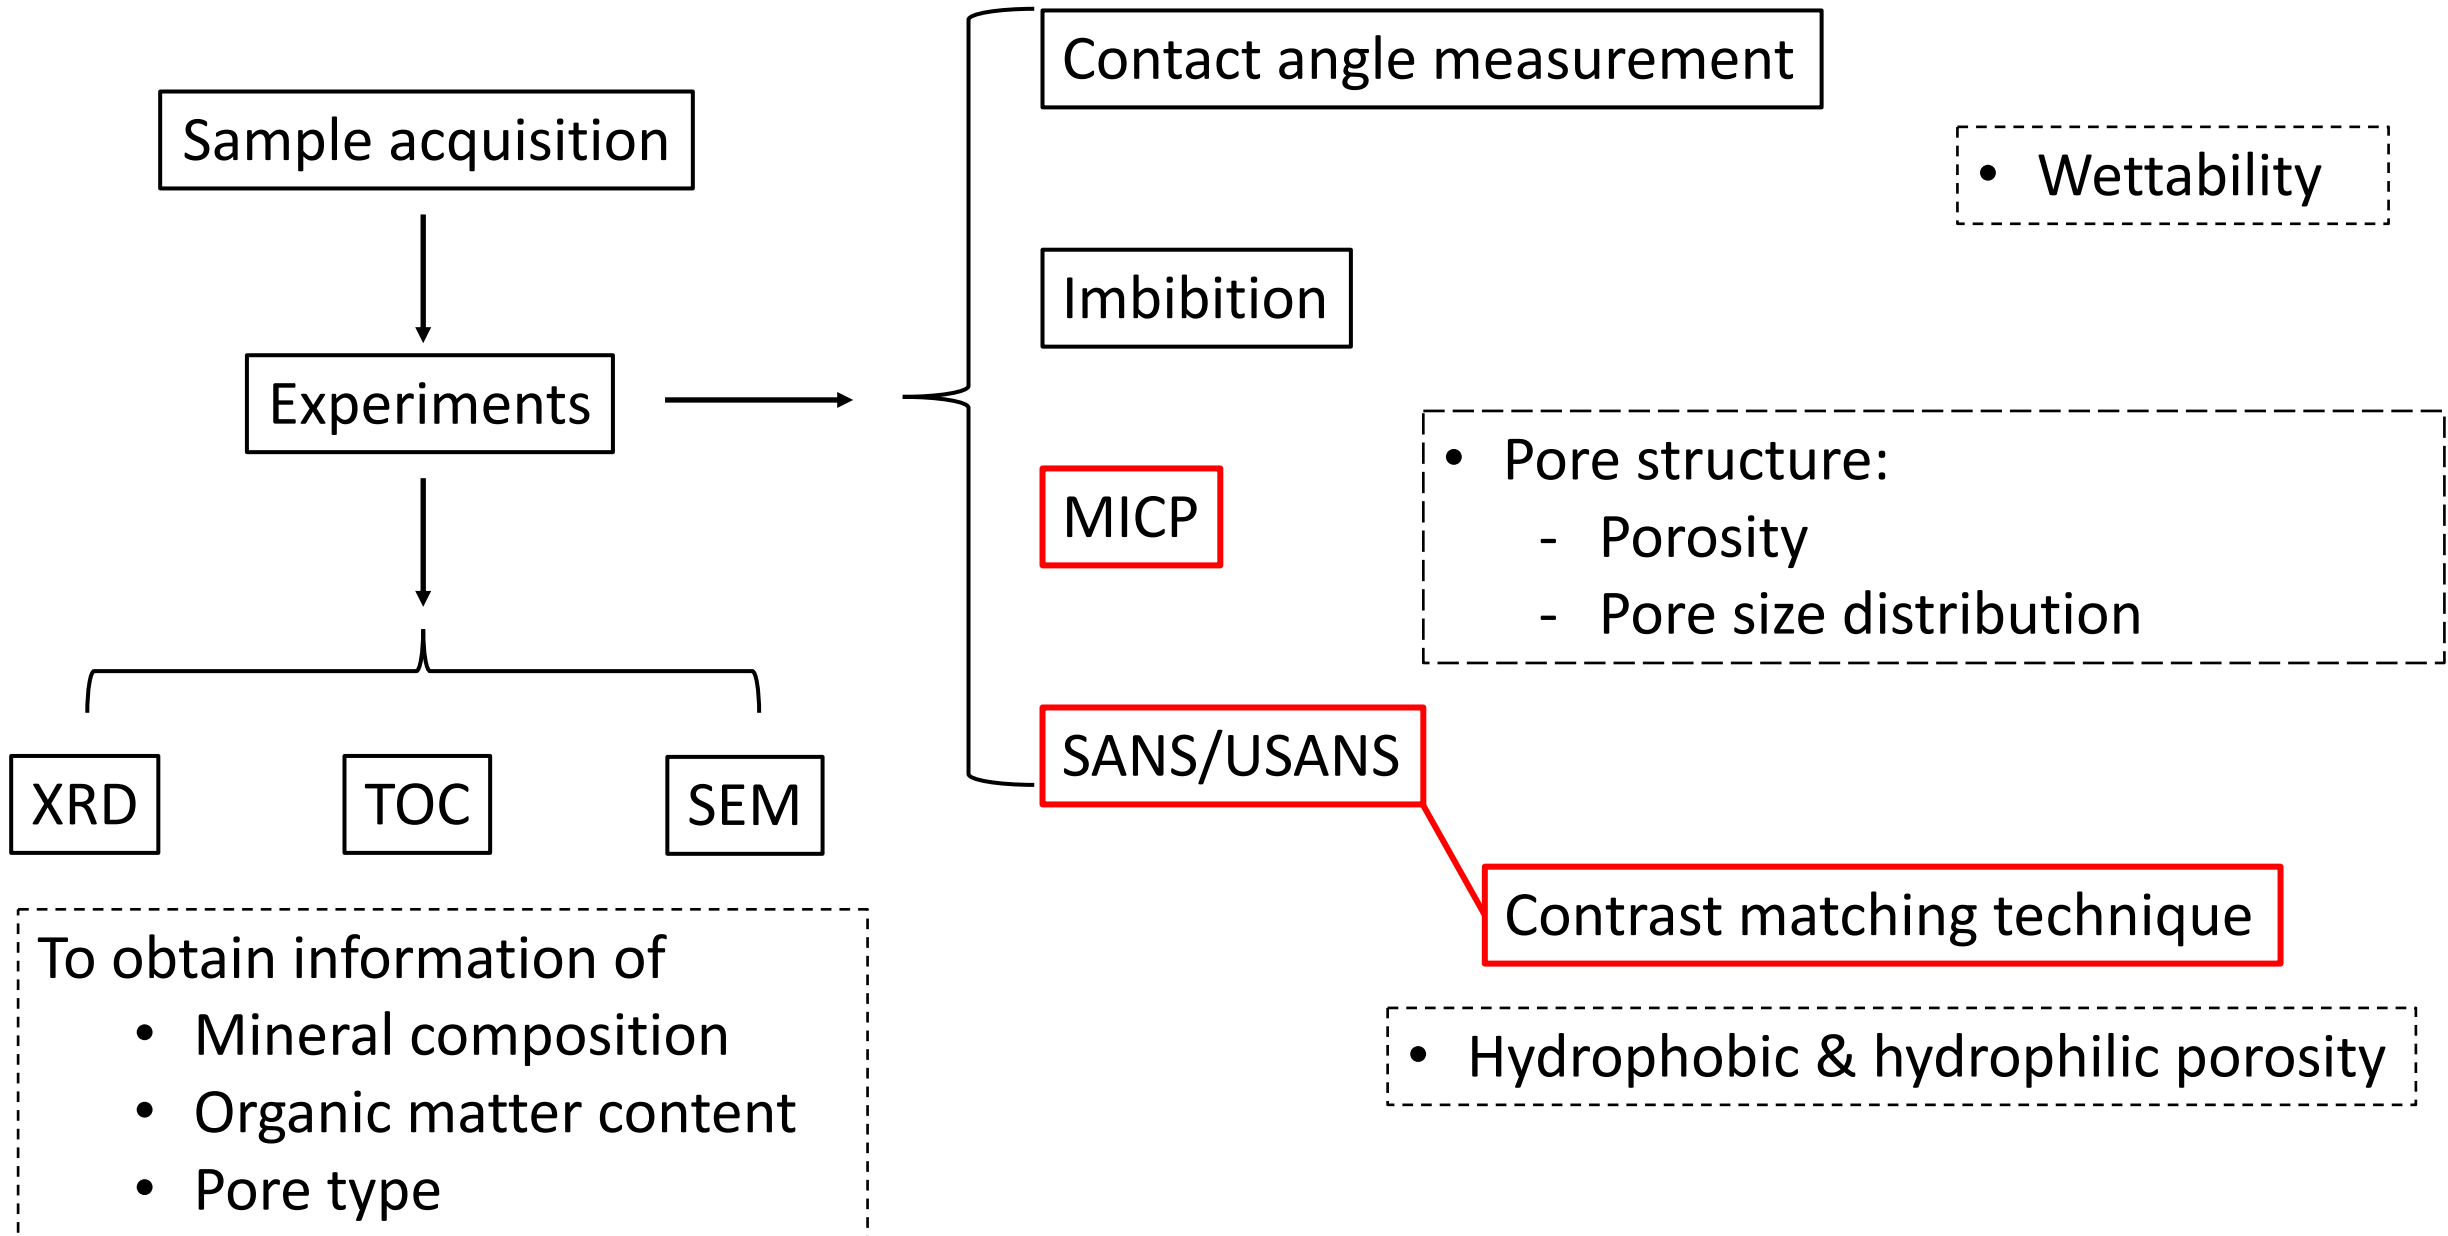 Sample acquisition
Experiments
XRD
TOC
SEM
To obtain information of
• Mineral composition
• Organic matter content
• Pore type
Contact angle measurement
• Wettability
Imbibition
MICP
• Pore structure:
- Porosity
- Pore size distribution
SANS/USANS
Contrast matching technique
• Hydrophobic & hydrophilic porosity